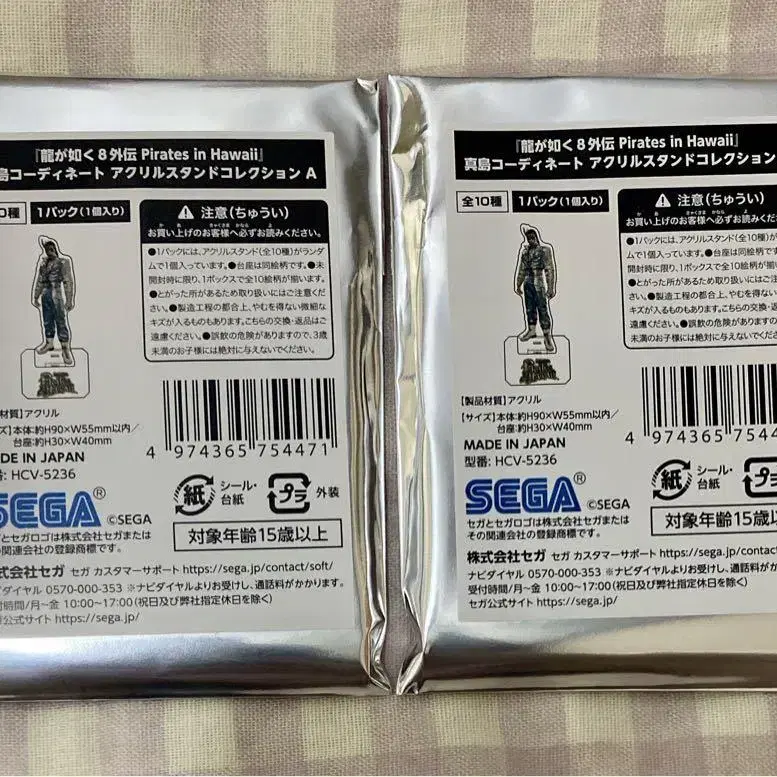 『龍が如く8外伝 Pirates in Hawaii』
島コーディネート アクリルスタンドコレクション A
0種
1パック(1個入り)
⚠ 注意(ちゅうい)
お買い上げのお客様へ必ずお読みください。
●1パックには、アクリルスタンド(全10種)がランダ
ムで1個入っています。●台座は同絵柄です。●未
開封時に限り、1ボックスで全10絵柄が揃います。
●とがった所があるため取り扱いにはご注意くだ
さい。●製造工程の都合上、やむを得ない微細な
キズが入るものもあります。こちらの交換・返品はご
遠慮ください。●誤飲の危険がありますので、3歳
未満のお子様には絶対に与えないでください。
材質】アクリル
ズ】本体:約H90×W55mm以内/
台座:約H30×W40mm
DE IN JAPAN
号: HCV-5236
4 974365 754471
紙 シール・台紙
プラ 外装
SEGA® ©SEGA
とセガロゴは株式会社セガまたは
の関連会社の登録商標です。
対象年齢15歳以上
式会社セガ セガ カスタマーサポート https://sega.jp/contact/soft/
ビダイヤル 0570-000-353 ※ナビダイヤルよりお受けし、通話料がかかります。
付時間/月~金 10:00~17:00(祝日及び弊社指定休日を除く)
公式サイト https://sega.jp/
『龍が如く8外伝 Pirates in Hawaii』
真島コーディネート アクリルスタンドコレクション
全10種
1パック(1個入り)
⚠ 注意(ちゅうい)
お買い上げのお客様へ必ずお読みくださ
●1パックには、アクリルスタンド(全10種)が
ムで1個入っています。●台座は同絵柄です
開封時に限り、1ボックスで全10絵柄が揃い
●とがった所があるため取り扱いにはご注
さい。●製造工程の都合上、やむを得ない
キズが入るものもあります。こちらの交換・返
遠慮ください。●誤飲の危険がありますの
未満のお子様には絶対に与えないでくださ
【製品材質】アクリル
【サイズ】本体:約H90×W55mm以内/
台座:約H30×W40mm
MADE IN JAPAN
型番: HCV-5236
4 974365 754
紙 シール・台紙
プラ
SEGA® ©SEGA
セガとセガロゴは株式会社セガまたは
その関連会社の登録商標です。
対象年齢15歳以
株式会社セガ セガ カスタマーサポート https://sega.jp/conta
ナビダイヤル 0570-000-353 ※ナビダイヤルよりお受けし、通話料がか
受付時間/月~金 10:00~17:00(祝日及び弊社指定休日を除く)
セガ公式サイト https://sega.jp/